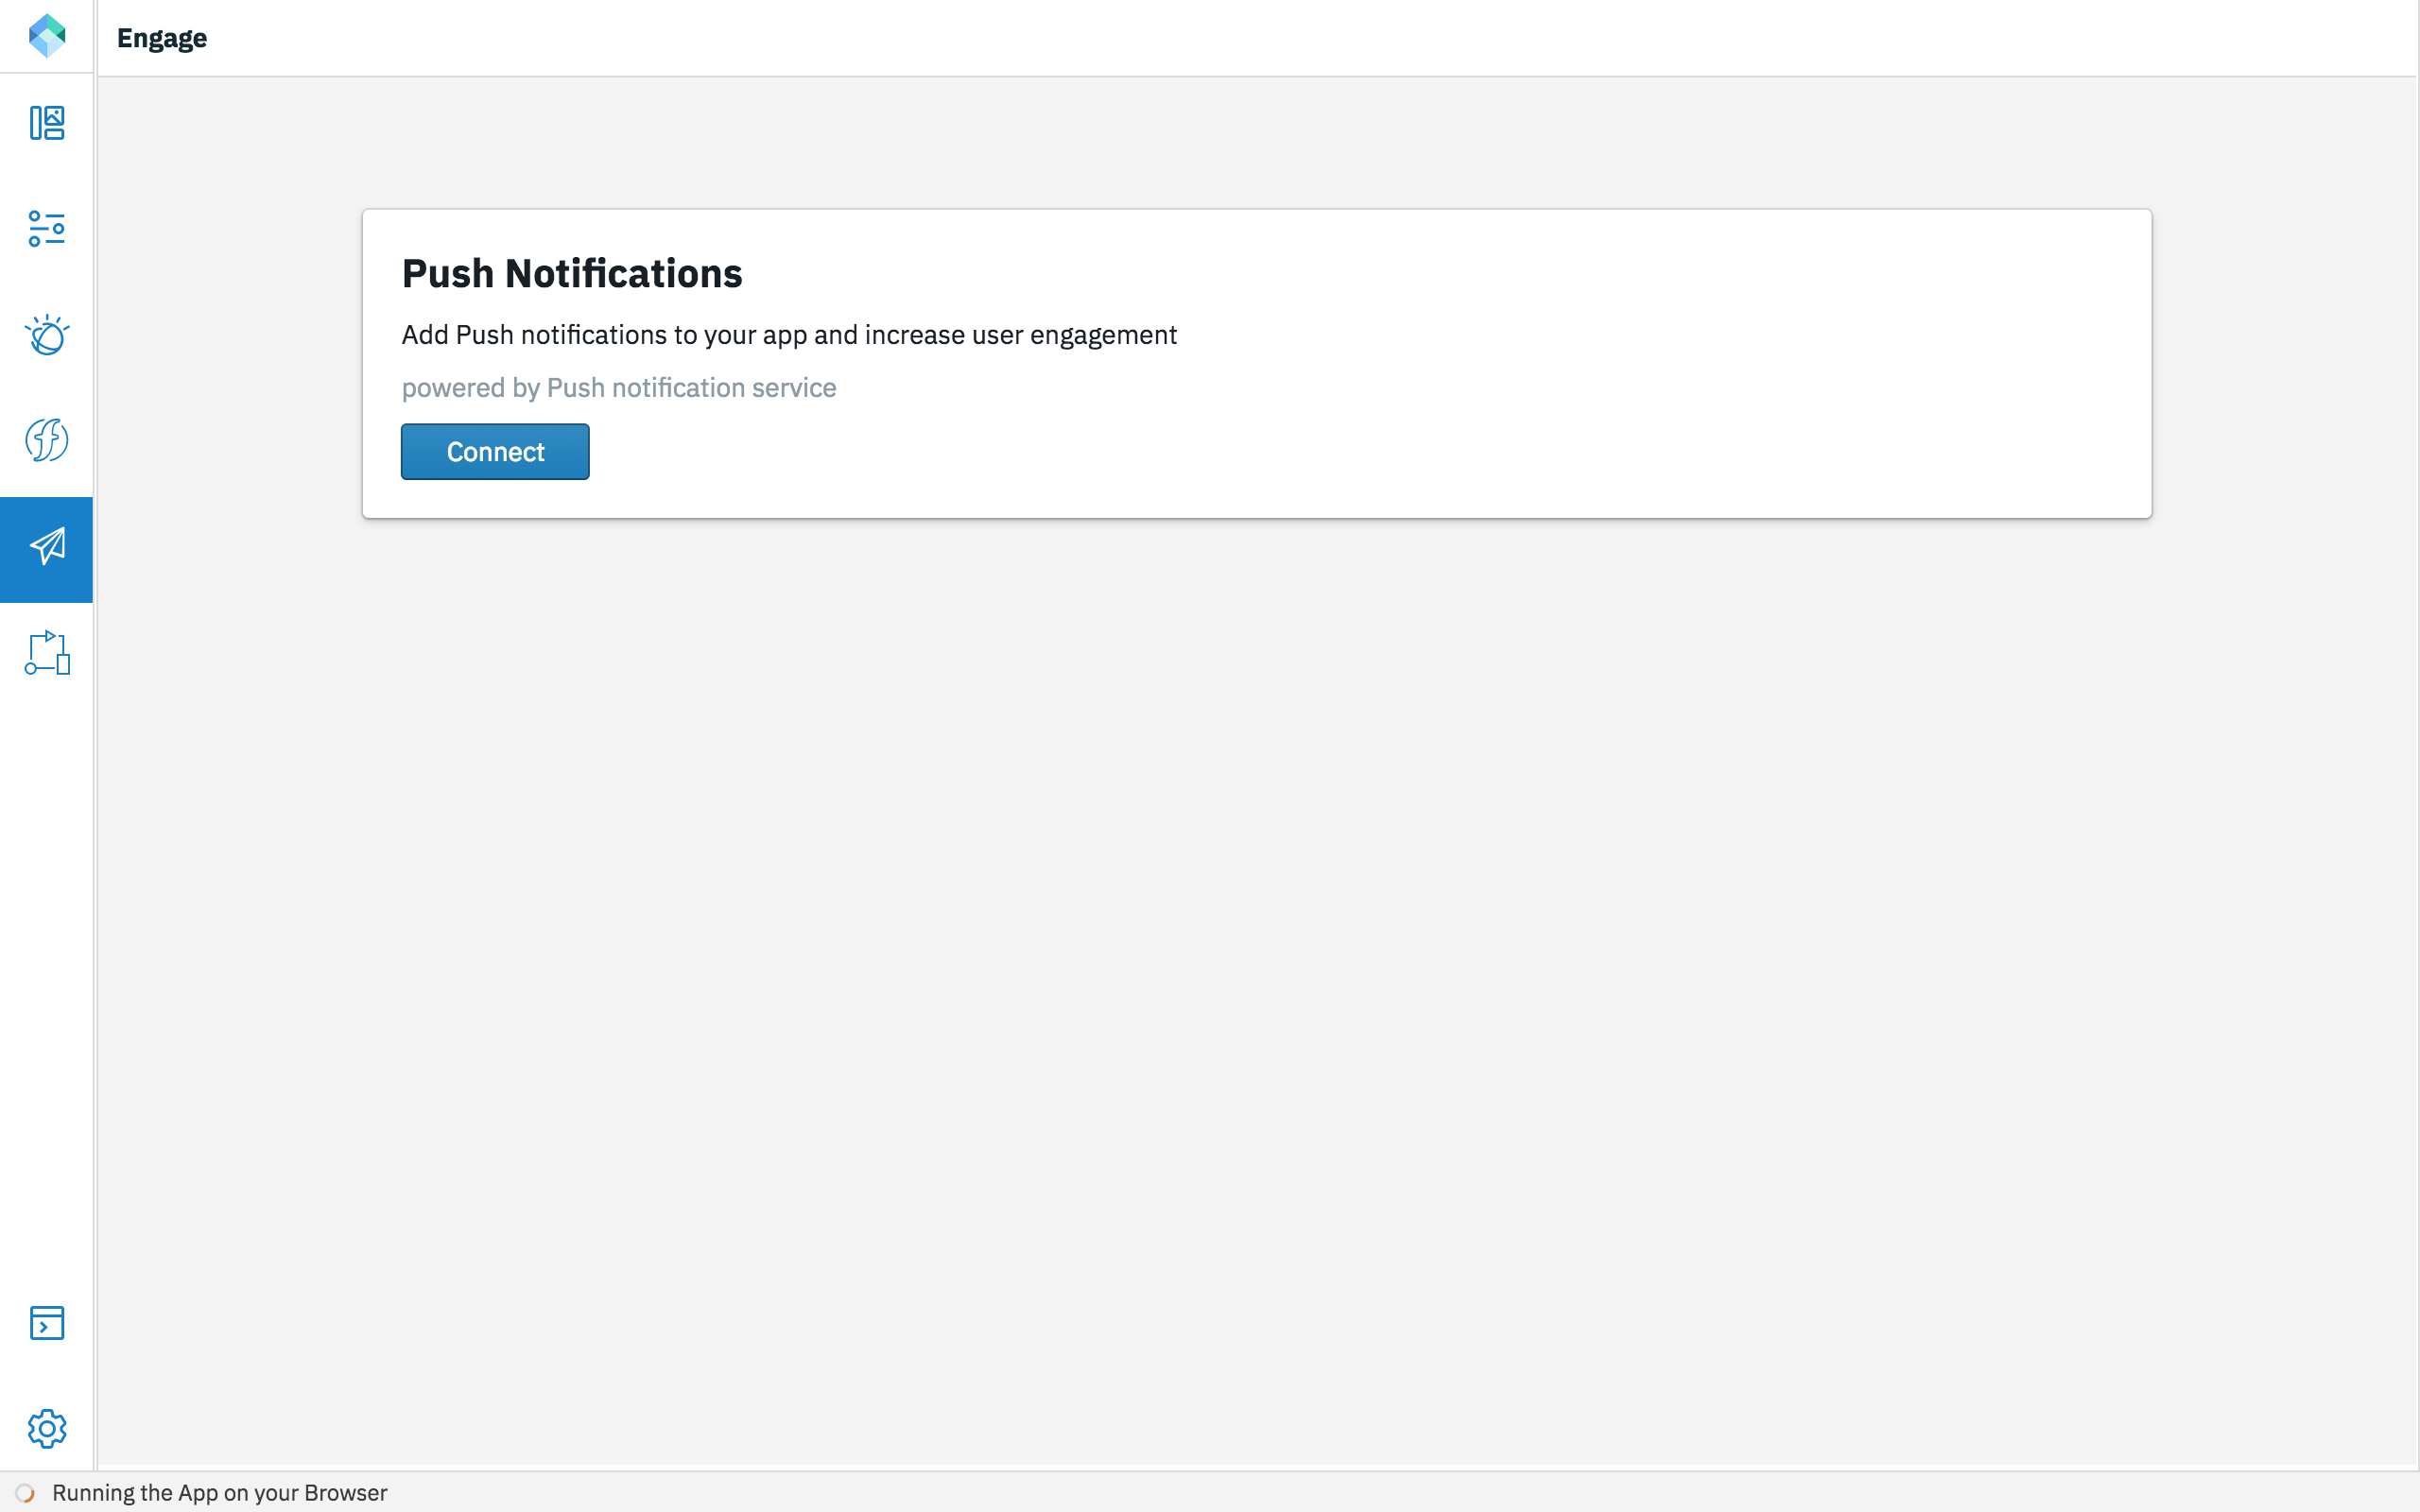 Engage
Push Notifications
Add Push notifications to your app and increase user engagement
powered by Push notification service
Connect
Running the App on your Browser